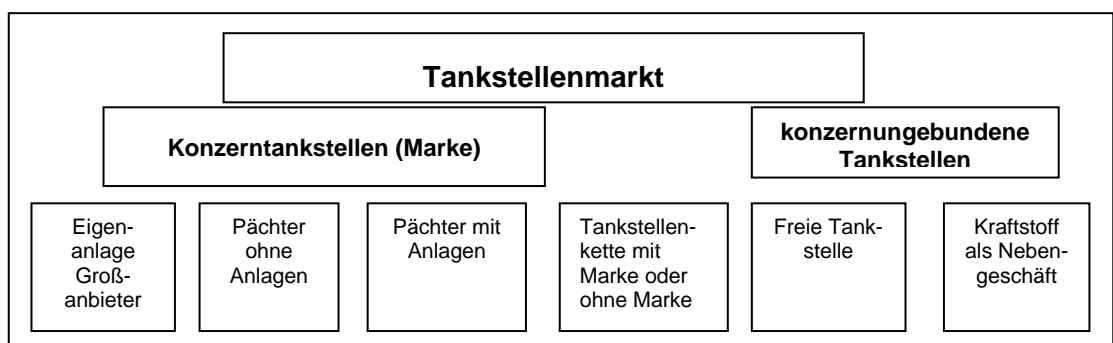 Tankstellenmarkt
Konzerntankstellen (Marke)
konzernungebundene
Tankstellen
Eigen-
anlage
Groß-
anbieter
Pächter
ohne
Anlagen
Pächter mit
Anlagen
Tankstellen-
kette mit
Marke oder
ohne Marke
Freie Tank-
stelle
Kraftstoff
als Neben-
geschäft